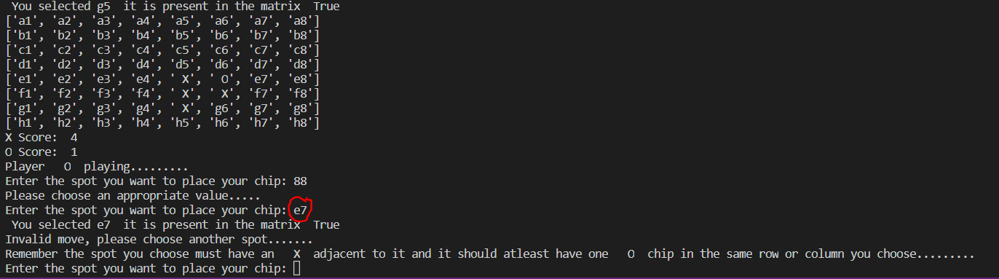 You selected g5  it is present in the matrix  True
['a1', 'a2', 'a3', 'a4', 'a5', 'a6', 'a7', 'a8']
['b1', 'b2', 'b3', 'b4', 'b5', 'b6', 'b7', 'b8']
['c1', 'c2', 'c3', 'c4', 'c5', 'c6', 'c7', 'c8']
['d1', 'd2', 'd3', 'd4', 'd5', 'd6', 'd7', 'd8']
['e1', 'e2', 'e3', 'e4', ' X', ' O', 'e7', 'e8']
['f1', 'f2', 'f3', 'f4', ' X', ' X', 'f7', 'f8']
['g1', 'g2', 'g3', 'g4', ' X', 'g6', 'g7', 'g8']
['h1', 'h2', 'h3', 'h4', 'h5', 'h6', 'h7', 'h8']
X Score:  4
O Score:  1
Player   O  playing.........
Enter the spot you want to place your chip: 88
Please choose an appropriate value.....
Enter the spot you want to place your chip: e7
You selected e7  it is present in the matrix  True
Invalid move, please choose another spot.......
Remember the spot you choose must have an   X  adjacent to it and it should atleast have one   O  chip in the same row or column you choose.........
Enter the spot you want to place your chip: